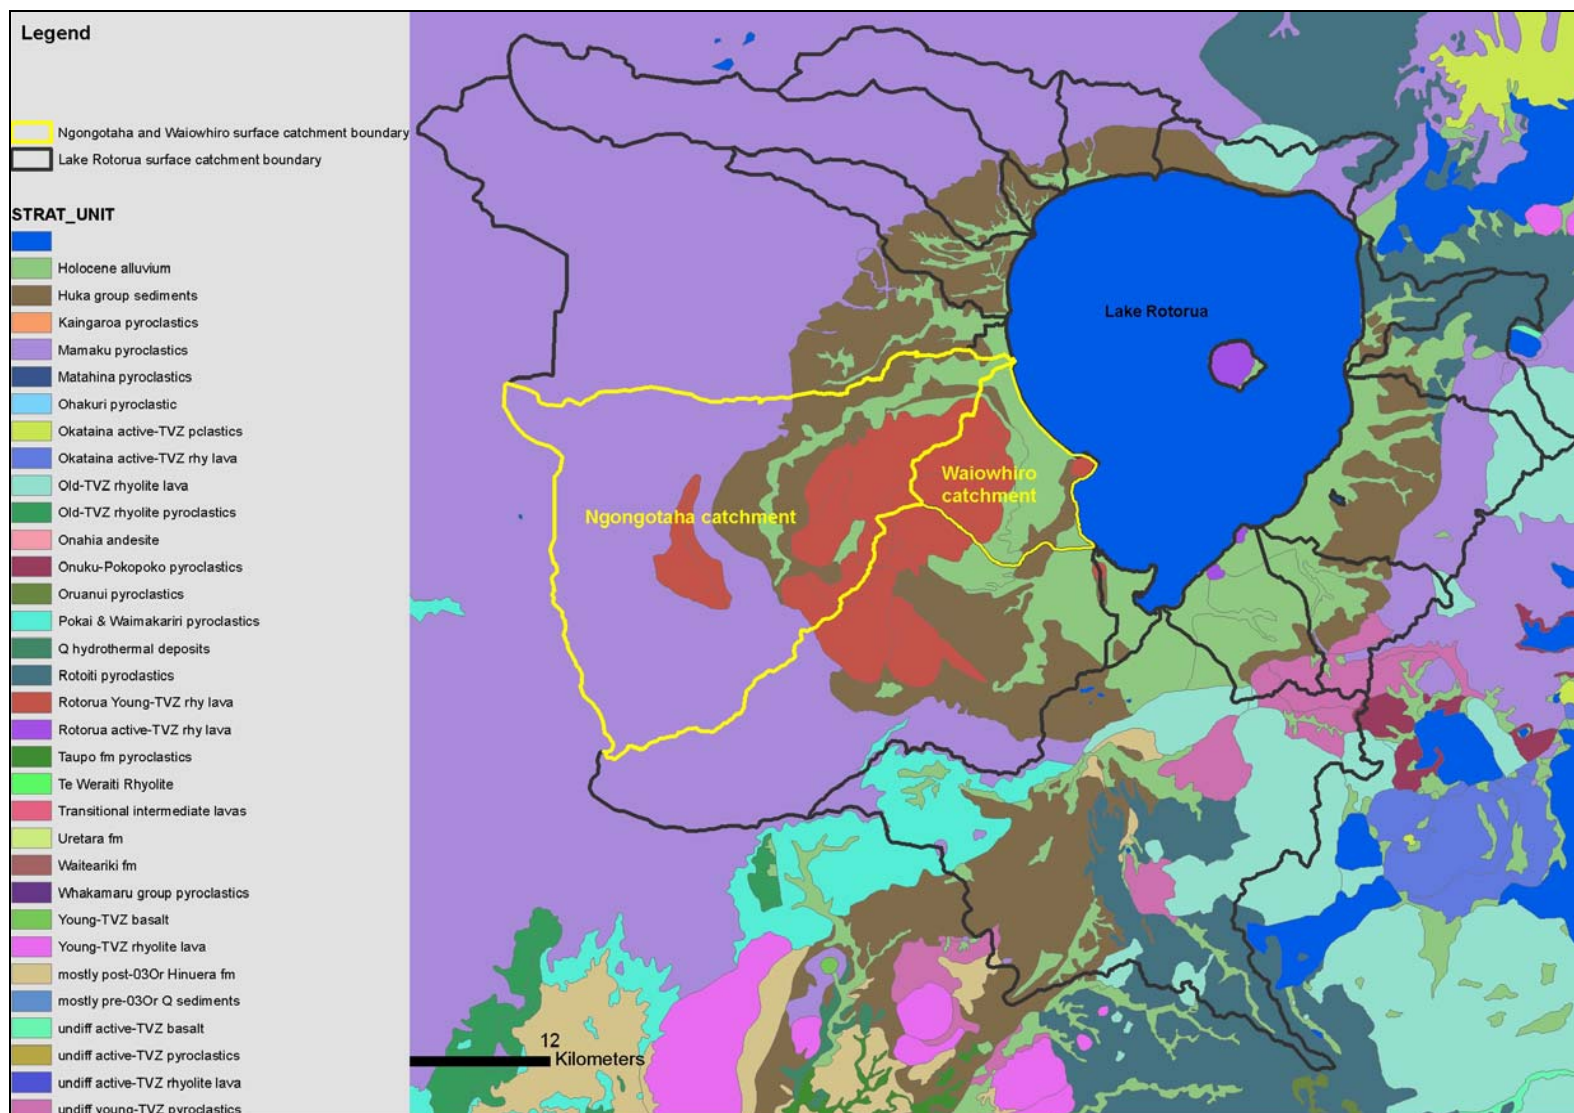 Legend
Ngongotaha and Waiowhiro surface catchment boundary
Lake Rotorua surface catchment boundary
STRAT_UNIT
Holocene alluvium
Huka group sediments
Kaingaroa pyroclastics
Mamaku pyroclastics
Matahina pyroclastics
Ohakuri pyroclastic
Okataina active-TVZ pclastics
Okataina active-TVZ rhy lava
Old-TVZ rhyolite lava
Old-TVZ rhyolite pyroclastics
Onahia andesite
Onuku-Pokopoko pyroclastics
Oruanui pyroclastics
Pokai & Waimakariri pyroclastics
Q hydrothermal deposits
Rotoiti pyroclastics
Rotorua Young-TVZ rhy lava
Rotorua active-TVZ rhy lava
Taupo fm pyroclastics
Te Weraiti Rhyolite
Transitional intermediate lavas
Uretara fm
Waiteariki fm
Whakamaru group pyroclastics
Young-TVZ basalt
Young-TVZ rhyolite lava
mostly post-03Or Hinuera fm
mostly pre-03Or Q sediments
undiff active-TVZ basalt
undiff active-TVZ pyroclastics
undiff active-TVZ rhyolite lava
undiff young-TVZ pyroclastics
Lake Rotorua
Waiowhiro
catchment
Ngongotaha catchment
12
Kilometers